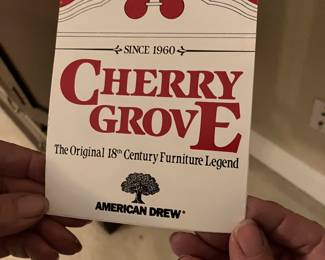 SINCE 1960
CHERRY
GROVE
The Original 18th Century Furniture Legend
AMERICAN DREW®